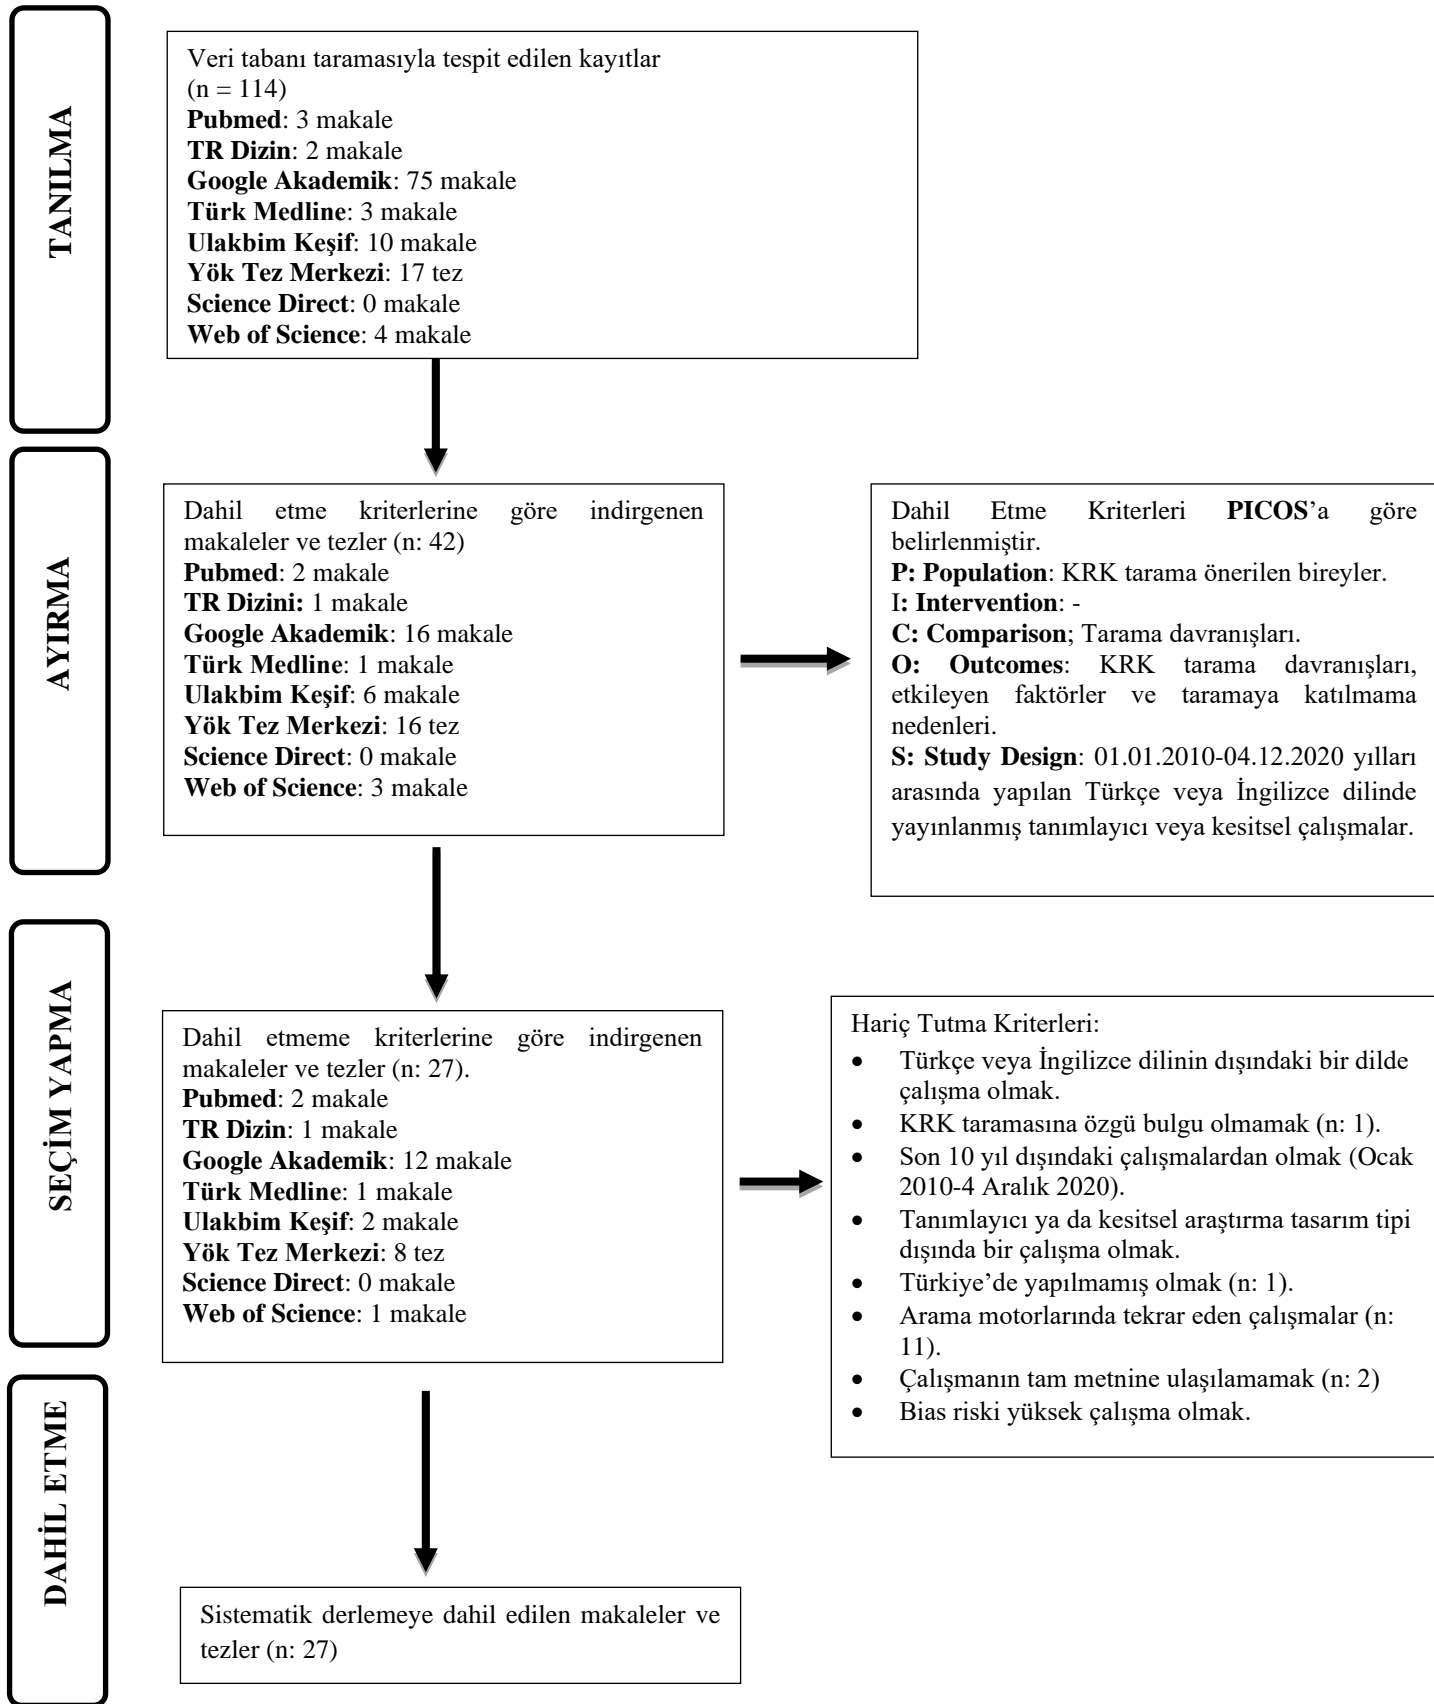 TANILMA
Veri tabanı taramasıyla tespit edilen kayıtlar
(n = 114)
Pubmed: 3 makale
TR Dizin: 2 makale
Google Akademik: 75 makale
Türk Medline: 3 makale
Ulakbim Keşif: 10 makale
Yök Tez Merkezi: 17 tez
Science Direct: 0 makale
Web of Science: 4 makale
AYIRMA
Dahil etme kriterlerine göre indirgenen
makaleler ve tezler (n: 42)
Pubmed: 2 makale
TR Dizini: 1 makale
Google Akademik: 16 makale
Türk Medline: 1 makale
Ulakbim Keşif: 6 makale
Yök Tez Merkezi: 16 tez
Science Direct: 0 makale
Web of Science: 3 makale
Dahil Etme Kriterleri PICOS’a göre
belirlenmiştir.
P: Population: KRK tarama önerilen bireyler.
I: Intervention: -
C: Comparison; Tarama davranışları.
O: Outcomes: KRK tarama davranışları,
etkileyen faktörler ve taramaya katılmama
nedenleri.
S: Study Design: 01.01.2010-04.12.2020 yılları
arasında yapılan Türkçe veya İngilizce dilinde
yayınlanmış tanımlayıcı veya kesitsel çalışmalar.
SEÇİM YAPMA
Dahil etmeme kriterlerine göre indirgenen
makaleler ve tezler (n: 27).
Pubmed: 2 makale
TR Dizin: 1 makale
Google Akademik: 12 makale
Türk Medline: 1 makale
Ulakbim Keşif: 2 makale
Yök Tez Merkezi: 8 tez
Science Direct: 0 makale
Web of Science: 1 makale
Hariç Tutma Kriterleri:
• Türkçe veya İngilizce dilinin dışındaki bir dilde
çalışma olmak.
• KRK taramasına özgü bulgu olmamak (n: 1).
• Son 10 yıl dışındaki çalışmalardan olmak (Ocak
2010-4 Aralık 2020).
• Tanımlayıcı ya da kesitsel araştırma tasarım tipi
dışında bir çalışma olmak.
• Türkiye’de yapılmamış olmak (n: 1).
• Arama motorlarında tekrar eden çalışmalar (n:
11).
• Çalışmanın tam metnine ulaşılamamak (n: 2)
• Bias riski yüksek çalışma olmak.
DAHİL ETME
Sistematik derlemeye dahil edilen makaleler ve
tezler (n: 27)